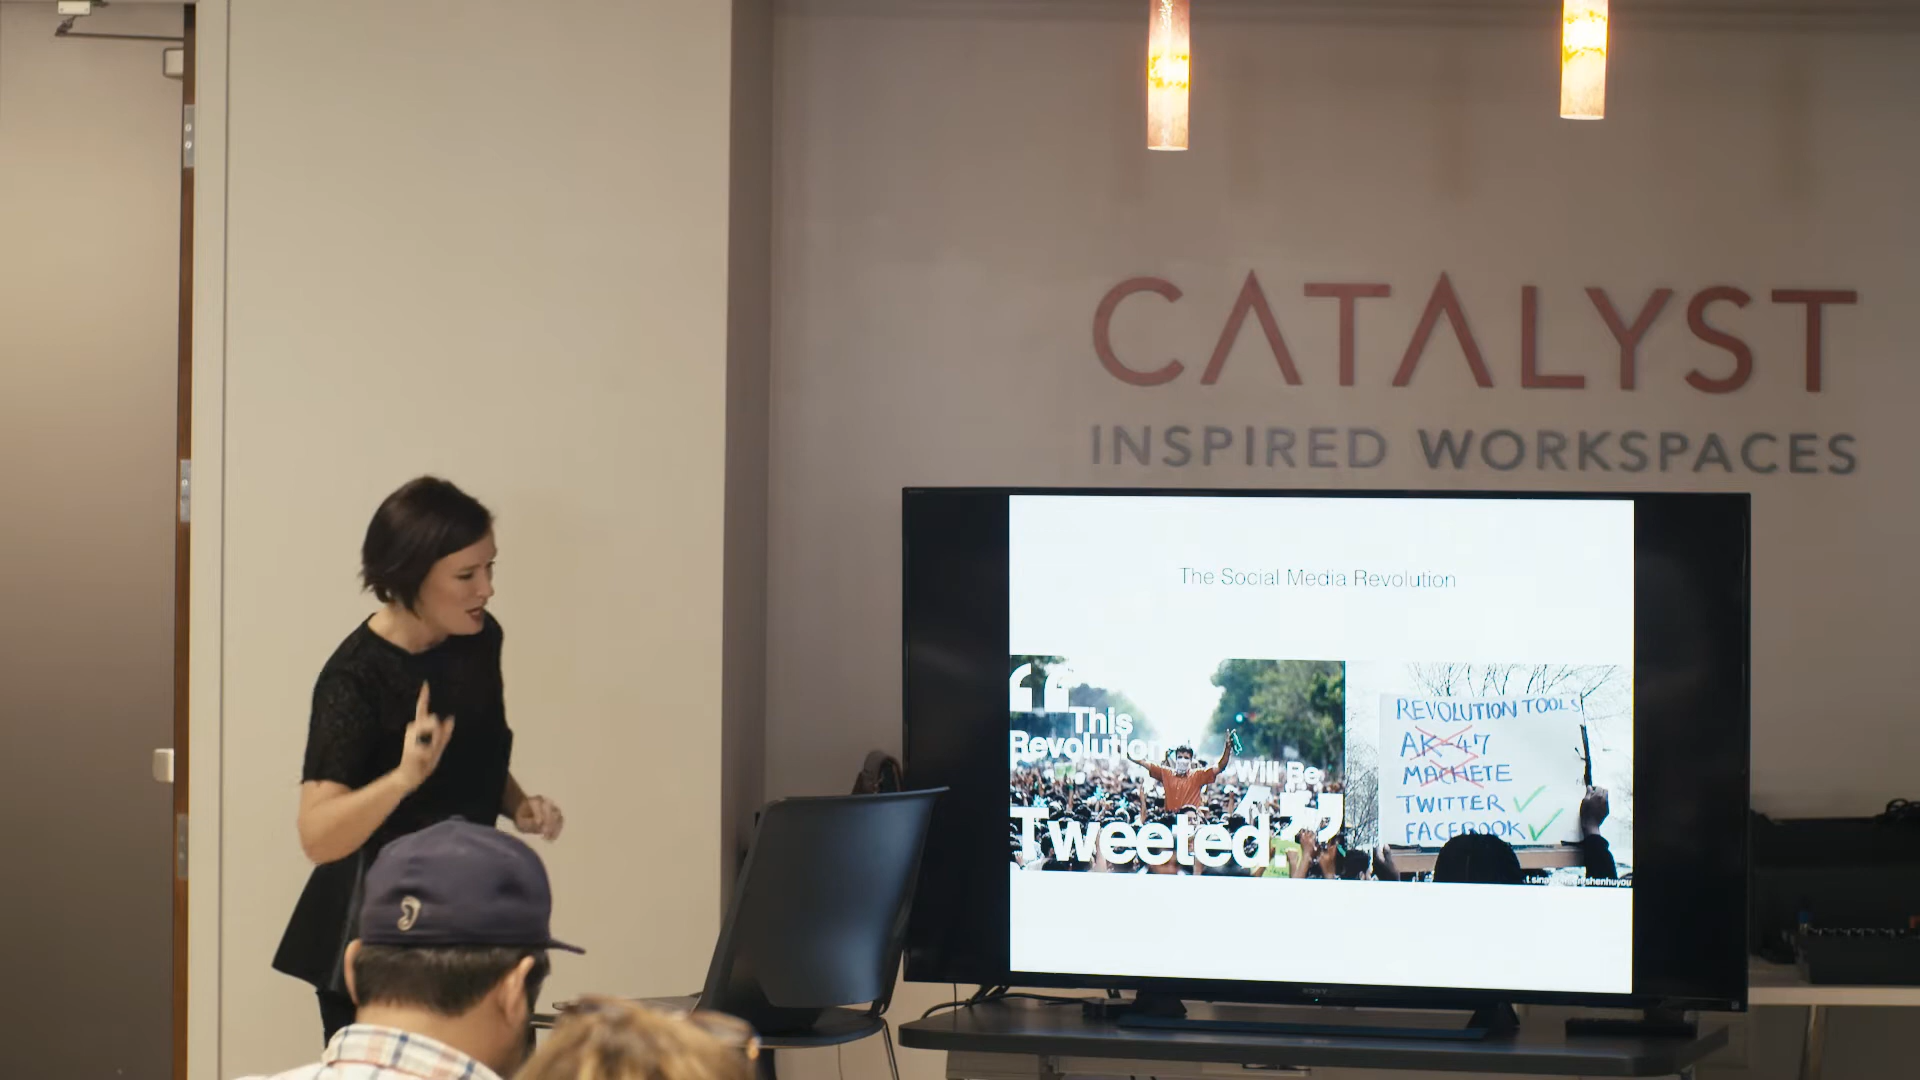 CATALYST
INSPIRED WORKSPACES
The Social Media Revolution
“This
Revolution
Will Be
Tweeted.”
REVOLUTION TOOLS
AK-47
MACHETE
TWITTER ✓
FACEBOOK ✓